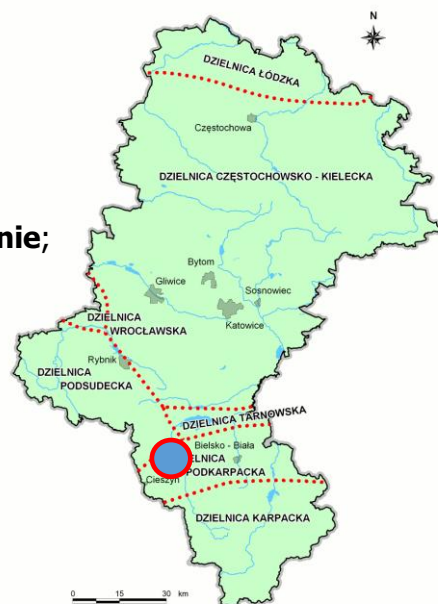 N
DZIELNICA ŁÓDZKA
Częstochowa
DZIELNICA CZĘSTOCHOWSKO - KIELECKA
nie;
Bytom
Gliwice
Sosnowiec
Katowice
DZIELNICA
WROCŁAWSKA
Rybnik
DZIELNICA
PODSUDECKA
DZIELNICA TARNOWSKA
Bielsko - Biała
ELNICA
PODKARPACKA
Cieszyn
DZIELNICA KARPACKA
0 15 30 km